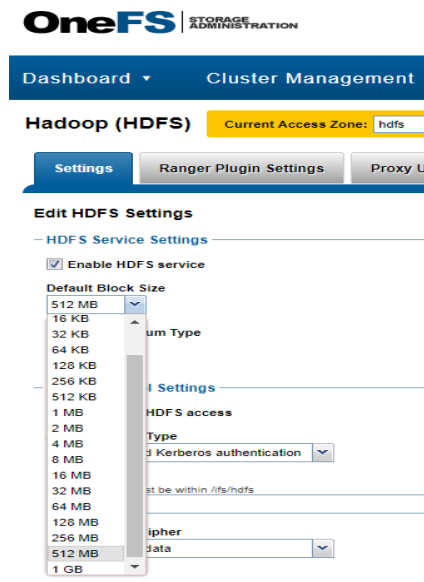 OneFS STORAGE ADMINISTRATION
Dashboard Cluster Management
Hadoop (HDFS) Current Access Zone: hdfs
Settings Ranger Plugin Settings Proxy U
Edit HDFS Settings
HDFS Service Settings
Enable HDFS service
Default Block Size
512 MB
16 KB
32 KB um Type
64 KB
128 KB
256 KB
l Settings
512 KB
1 MB HDFS access
2 MB
4 MB Type
8 MB d Kerberos authentication
16 MB
32 MB st be within /ifs/hdfs
64 MB
128 MB
256 MB ipher
512 MB data
1 GB